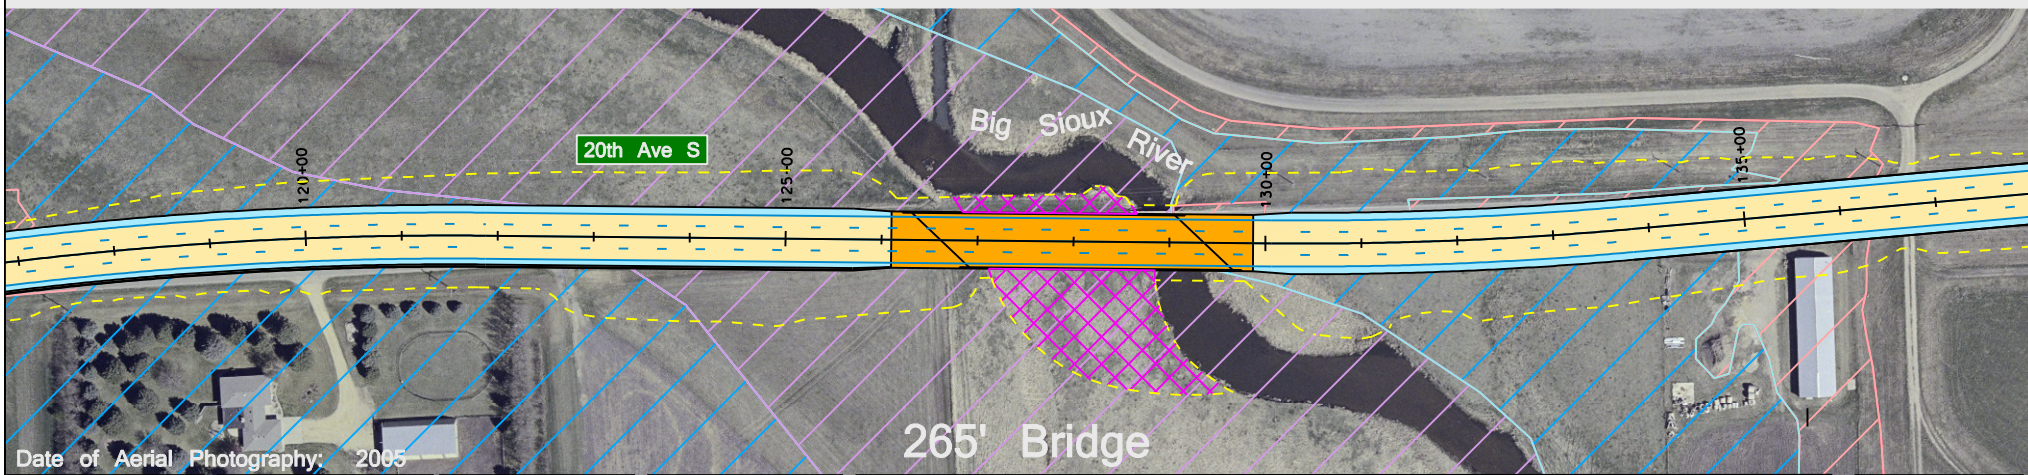 Big Sioux River
20th Ave S
120+00
125+00
130+00
135+00
265' Bridge
Date of Aerial Photography: 2005